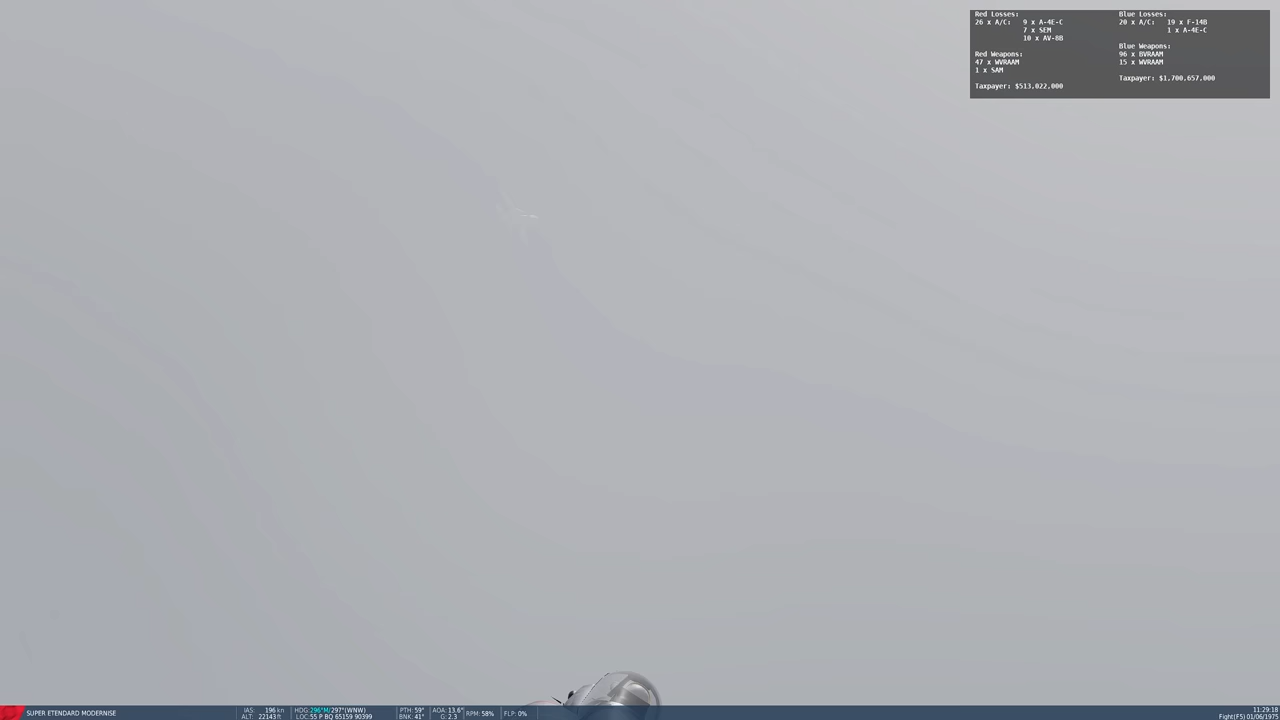 Red Losses:
26 x A/C: 9 x A-4E-C
7 x SEM
10 x AV-8B
Red Weapons:
47 x WVRAAM
1 x SAM
Taxpayer: $513,022,000
Blue Losses:
20 x A/C: 19 x F-14B
1 x A-4E-C
Blue Weapons:
96 x BVRAAM
15 x WVRAAM
Taxpayer: $1,700,657,000
SUPER ETENDARD MODERNISE
IAS: 196 kn
ALT: 22143 ft
HDG: 296°M/297°(WNW)
LOC: 55 P BQ 65159 90399
PTH: 59°
BNK: 41°
AOA: 13.6°
G: 2.3
RPM: 58%
FLP: 0%
11:29:18
Fight(F5) 01/06/1975